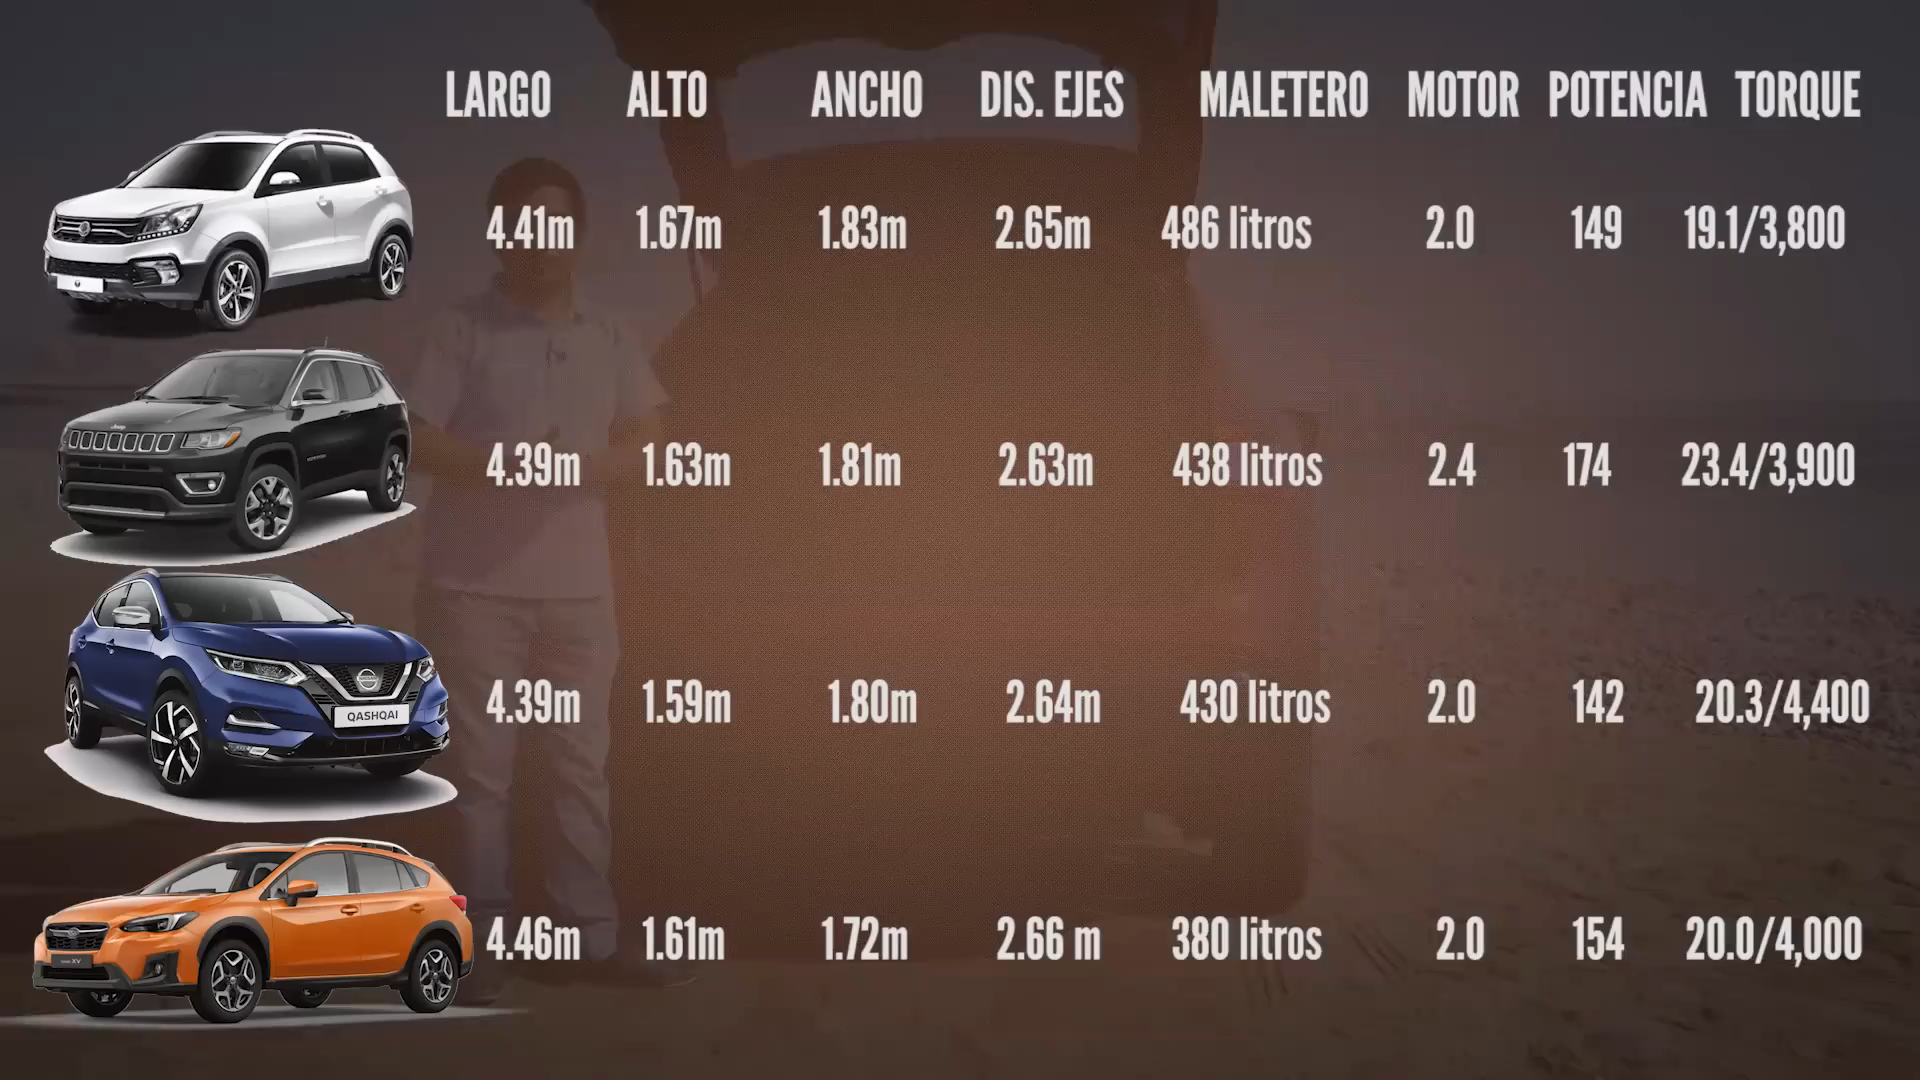 LARGO ALTO ANCHO DIS. EJES MALETERO MOTOR POTENCIA TORQUE
4.41m 1.67m 1.83m 2.65m 486 litros 2.0 149 19.1/3,800
Jeep
4.39m 1.63m 1.81m 2.63m 438 litros 2.4 174 23.4/3,900
NISSAN
QASHQAI
4.39m 1.59m 1.80m 2.64m 430 litros 2.0 142 20.3/4,400
4.46m 1.61m 1.72m 2.66 m 380 litros 2.0 154 20.0/4,000
XV